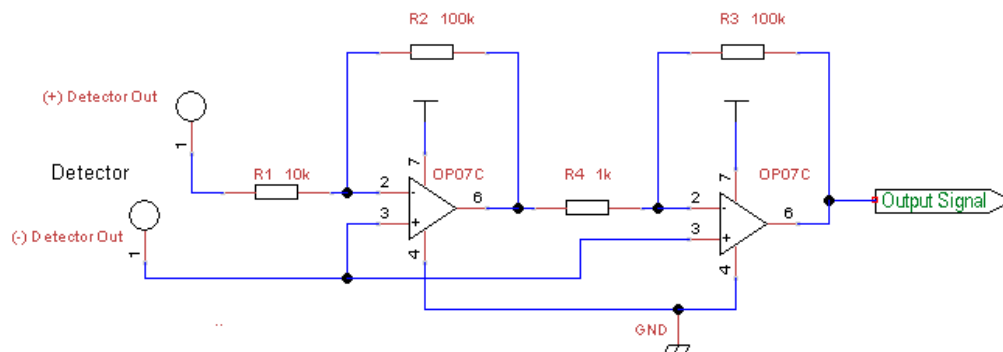 R2 100k
R3 100k
(+) Detector Out
1
Detector
R1 10k
2
3
7
4
6
OP07C
R4 1k
2
3
7
4
6
OP07C
Output Signal
(-) Detector Out
1
GND
..